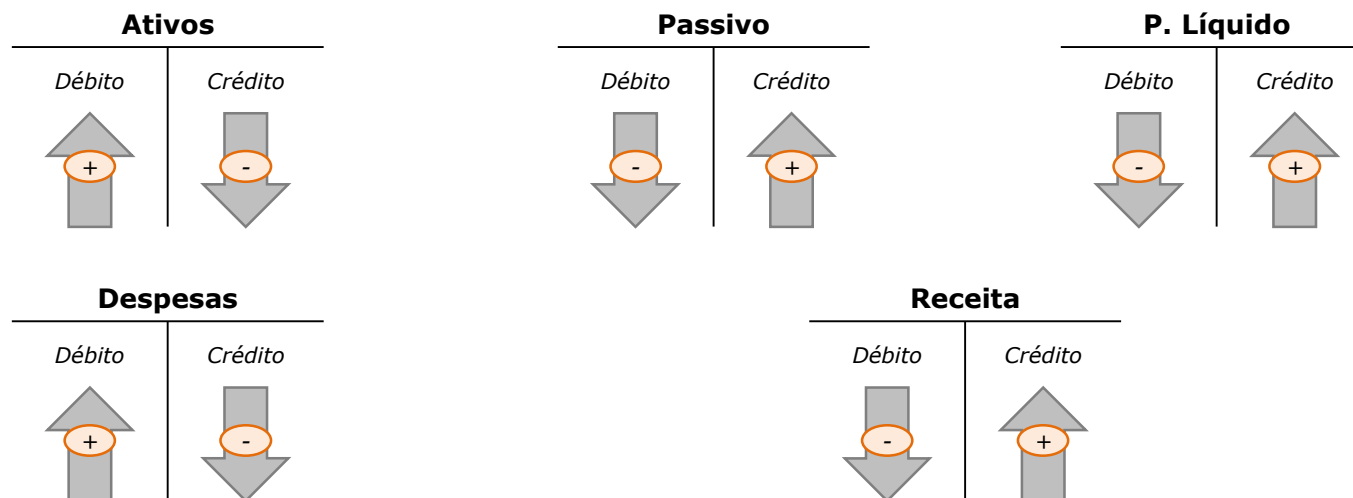 Ativos
Passivo
P. Líquido
Débito Crédito
Débito Crédito
Débito Crédito
+ -
- +
- +
Despesas
Receita
Débito Crédito
Débito Crédito
+ -
- +